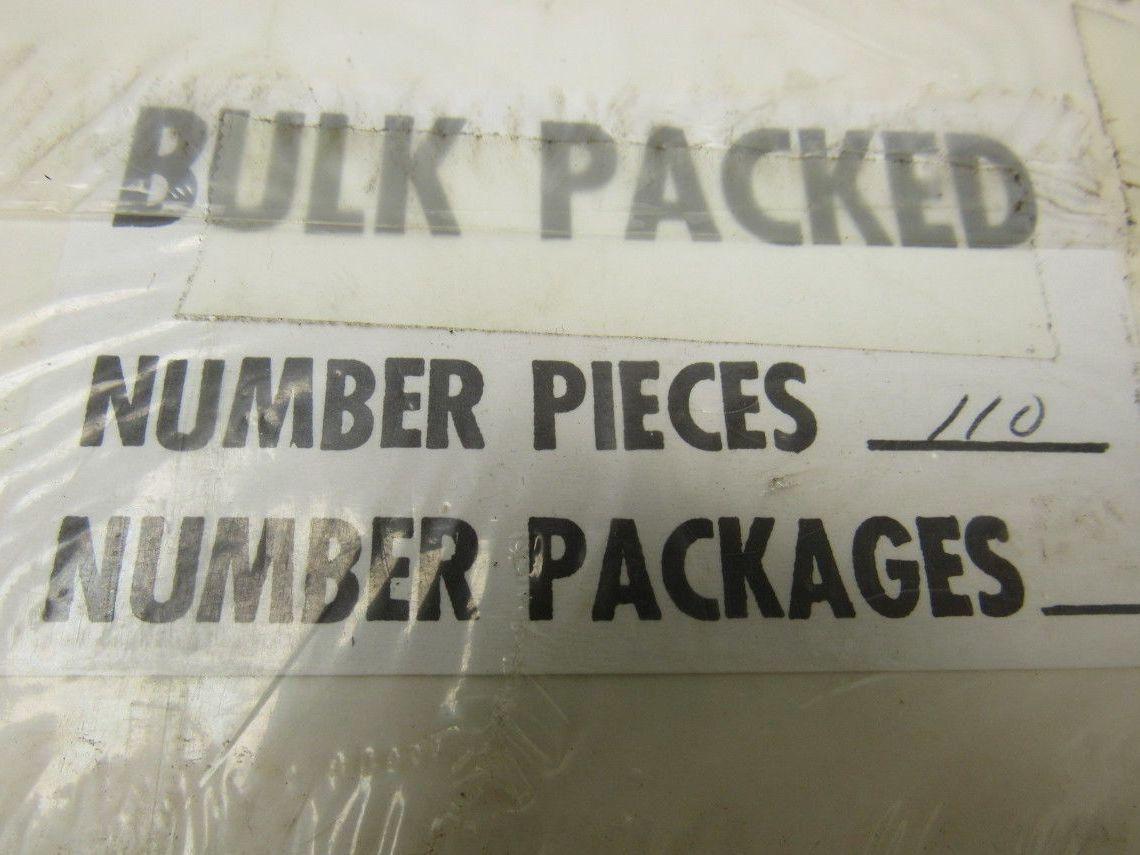 BULK PACKED
NUMBER PIECES 110
NUMBER PACKAGES